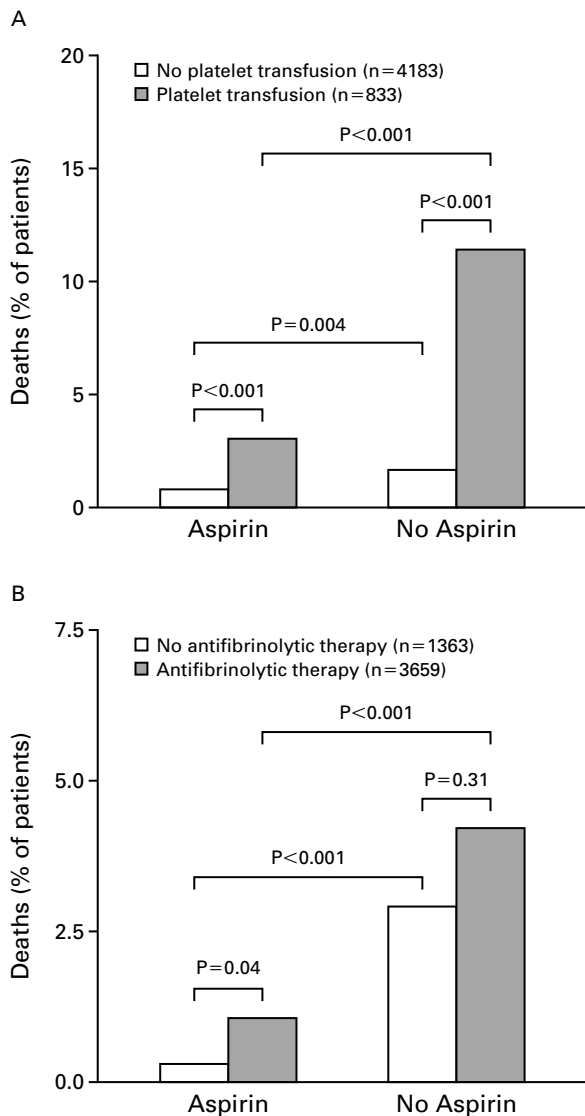 A
20
15
10
5
0
Deaths (% of patients)
No platelet transfusion (n=4183)
Platelet transfusion (n=833)
P<0.001
P<0.001
P=0.004
P<0.001
Aspirin
No Aspirin
B
7.5
5.0
2.5
0.0
Deaths (% of patients)
No antifibrinolytic therapy (n=1363)
Antifibrinolytic therapy (n=3659)
P<0.001
P=0.31
P<0.001
P=0.04
Aspirin
No Aspirin